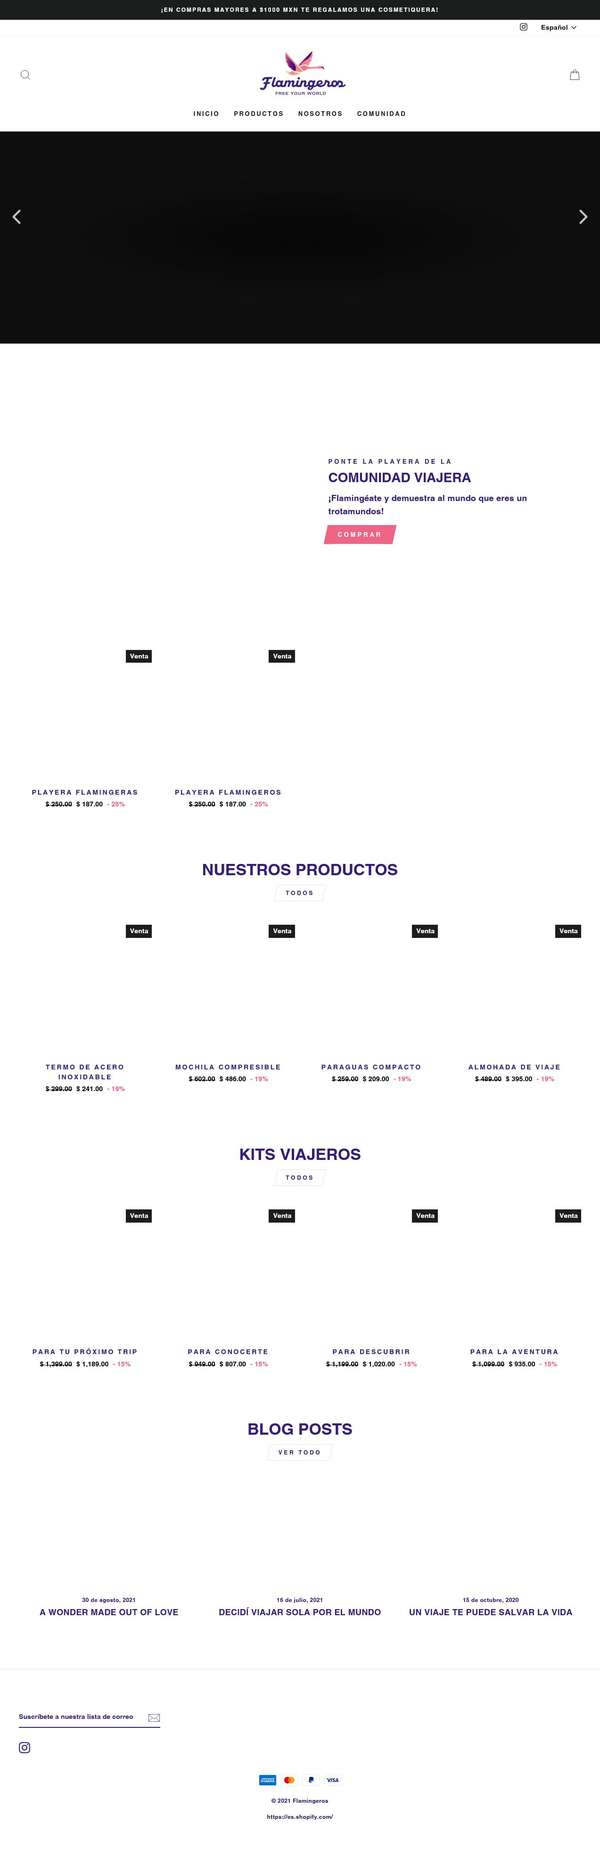 ¡EN COMPRAS MAYORES A $1000 MXN TE REGALAMOS UNA COSMETIQUERA!
Español
Flamingeros
FREE YOUR WORLD
INICIO PRODUCTOS NOSOTROS COMUNIDAD
PONTE LA PLAYERA DE LA
COMUNIDAD VIAJERA
¡Flamingéate y demuestra al mundo que eres un
trotamundos!
COMPRAR
Venta Venta
PLAYERA FLAMINGERAS
$ 250.00 $ 187.00 - 25%
PLAYERA FLAMINGEROS
$ 250.00 $ 187.00 - 25%
NUESTROS PRODUCTOS
TODOS
Venta Venta Venta Venta
TERMO DE ACERO
INOXIDABLE
$ 299.00 $ 241.00 - 19%
MOCHILA COMPRESIBLE
$ 602.00 $ 486.00 - 19%
PARAGUAS COMPACTO
$ 259.00 $ 209.00 - 19%
ALMOHADA DE VIAJE
$ 489.00 $ 395.00 - 19%
KITS VIAJEROS
TODOS
Venta Venta Venta Venta
PARA TU PRÓXIMO TRIP
$ 1,399.00 $ 1,189.00 - 15%
PARA CONOCERTE
$ 949.00 $ 807.00 - 15%
PARA DESCUBRIR
$ 1,199.00 $ 1,020.00 - 15%
PARA LA AVENTURA
$ 1,099.00 $ 935.00 - 15%
BLOG POSTS
VER TODO
30 de agosto, 2021
A WONDER MADE OUT OF LOVE
15 de julio, 2021
DECIDÍ VIAJAR SOLA POR EL MUNDO
15 de octubre, 2020
UN VIAJE TE PUEDE SALVAR LA VIDA
Suscríbete a nuestra lista de correo
VISA
© 2021 Flamingeros
https://es.shopify.com/